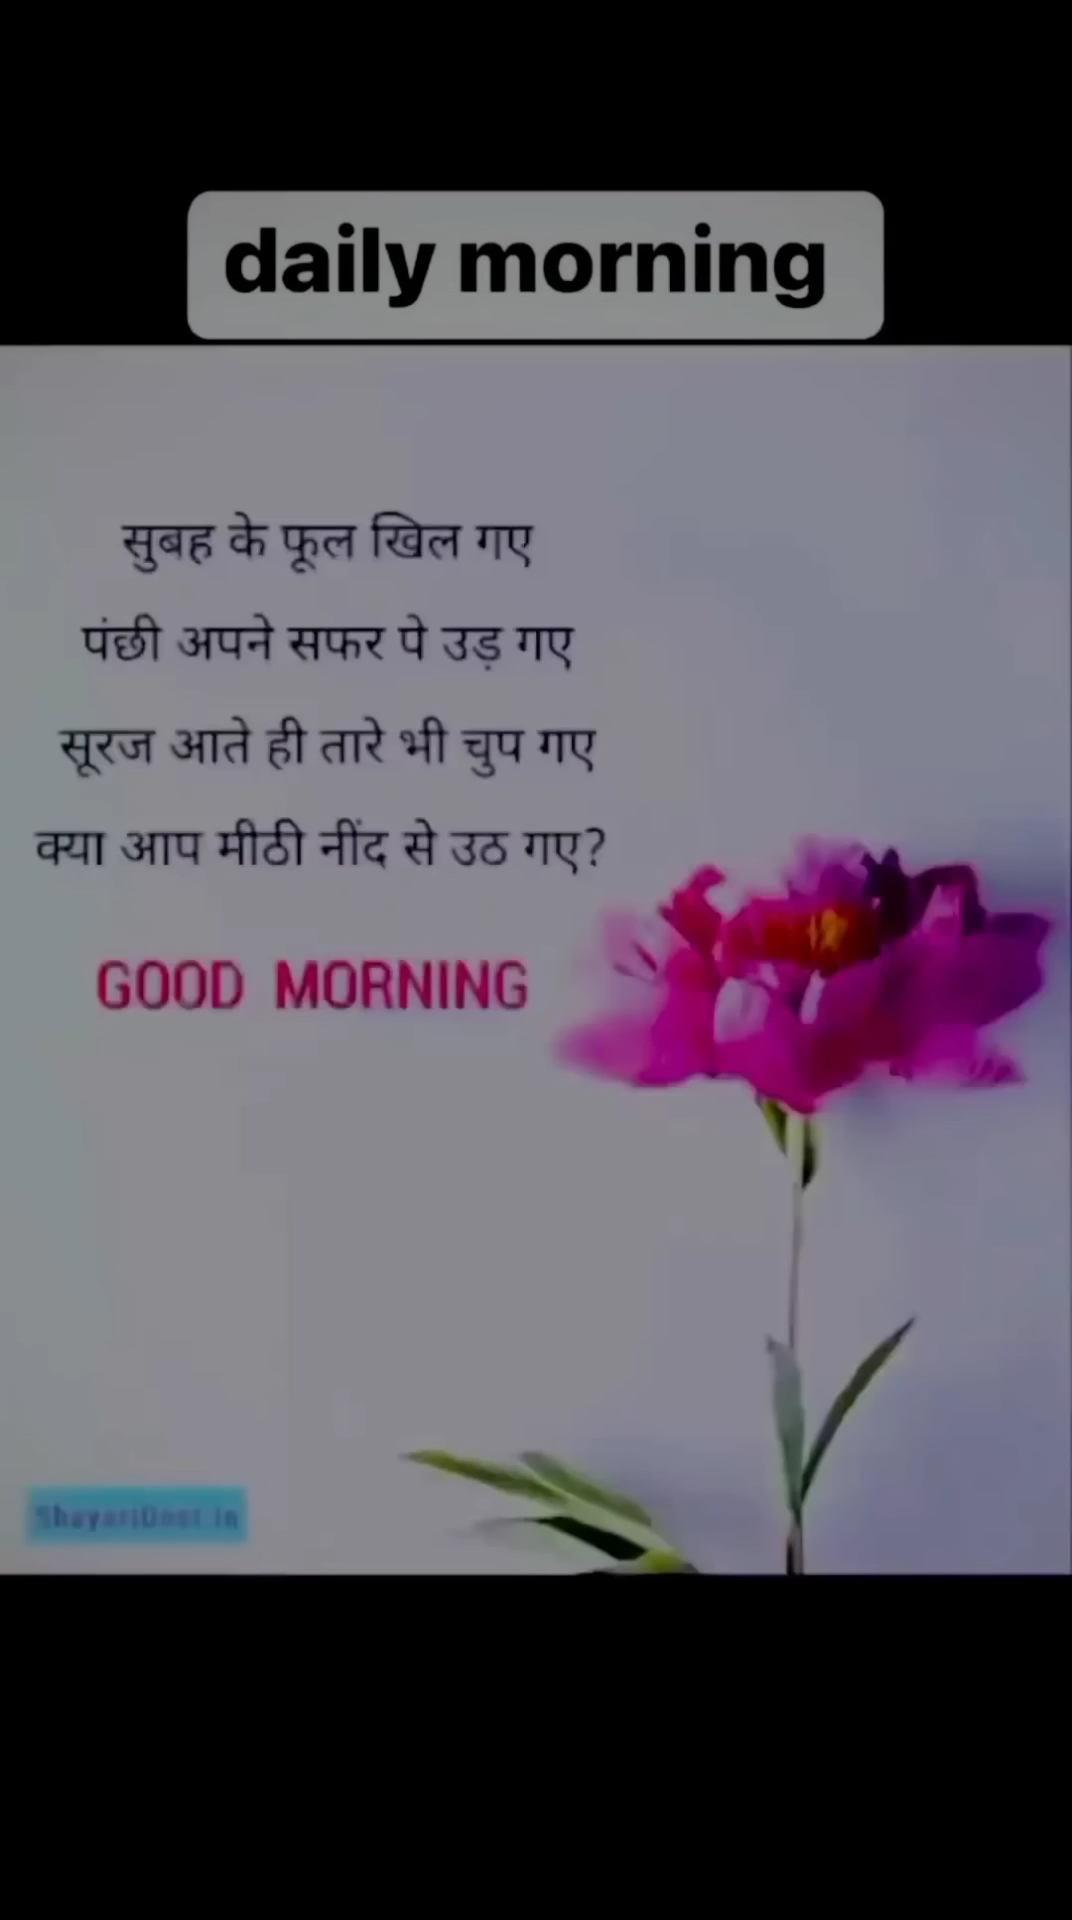 daily morning
सुबह के फूल खिल गए
पंछी अपने सफर पे उड़ गए
सूरज आते ही तारे भी चुप गए
क्या आप मीठी नींद से उठ गए?
GOOD MORNING